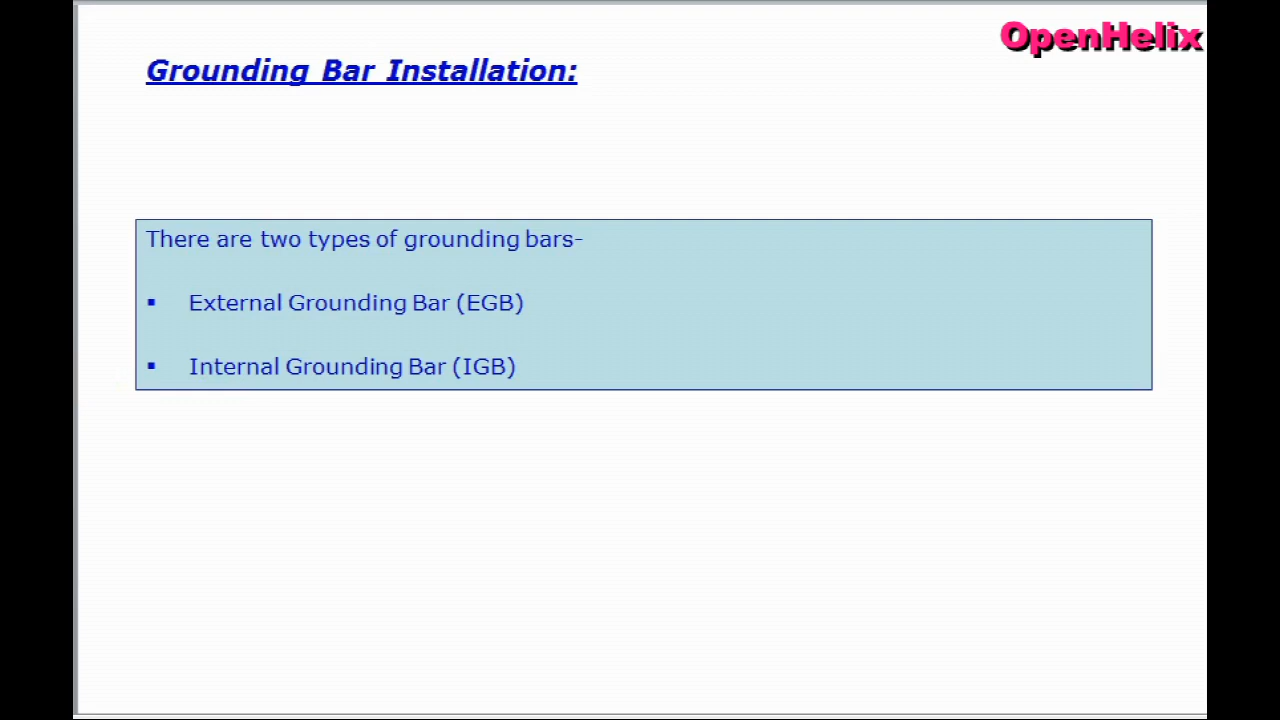 OpenHelix
Grounding Bar Installation:
There are two types of grounding bars-
▪ External Grounding Bar (EGB)
▪ Internal Grounding Bar (IGB)